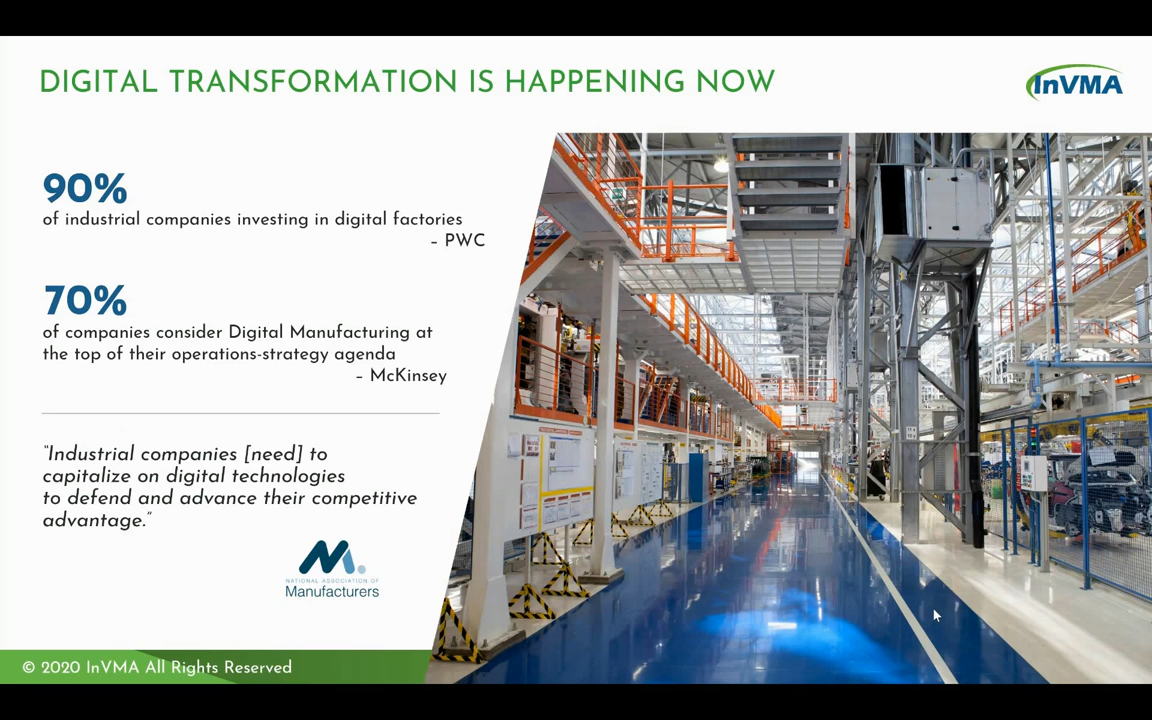 DIGITAL TRANSFORMATION IS HAPPENING NOW
InVMA
90%
of industrial companies investing in digital factories
– PWC
70%
of companies consider Digital Manufacturing at
the top of their operations-strategy agenda
– McKinsey
“Industrial companies [need] to
capitalize on digital technologies
to defend and advance their competitive
advantage.”
NATIONAL ASSOCIATION OF
Manufacturers
© 2020 InVMA All Rights Reserved